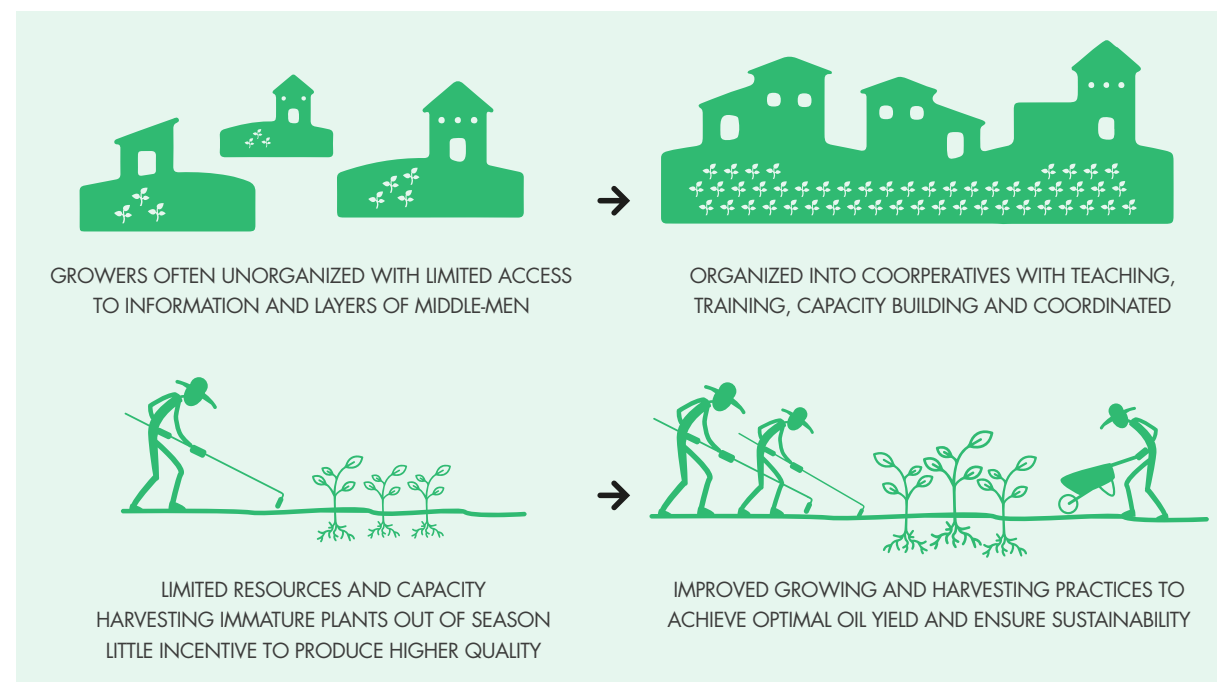 GROWERS OFTEN UNORGANIZED WITH LIMITED ACCESS
TO INFORMATION AND LAYERS OF MIDDLE-MEN
ORGANIZED INTO COORPERATIVES WITH TEACHING,
TRAINING, CAPACITY BUILDING AND COORDINATED
LIMITED RESOURCES AND CAPACITY
HARVESTING IMMATURE PLANTS OUT OF SEASON
LITTLE INCENTIVE TO PRODUCE HIGHER QUALITY
IMPROVED GROWING AND HARVESTING PRACTICES TO
ACHIEVE OPTIMAL OIL YIELD AND ENSURE SUSTAINABILITY